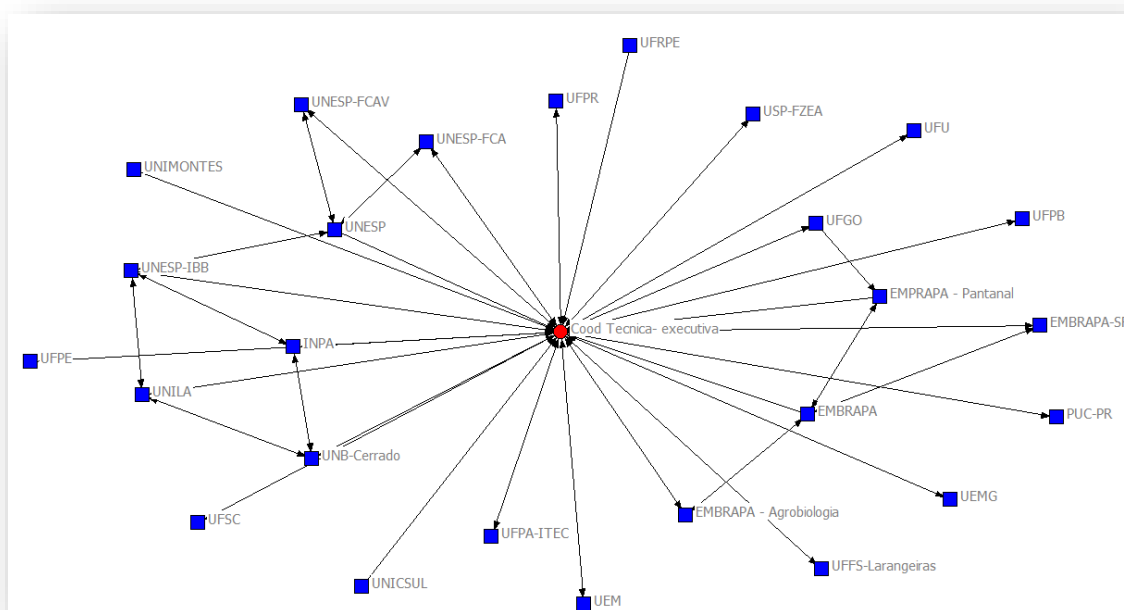 UFRPE
UFPR
UNESP-FCAV
USP-FZEA
UFU
UNESP-FCA
UNIMONTES
UFPB
UFGO
UNESP
UNESP-IBB
EMPRAPA - Pantanal
Cood Tecnica- executiva
EMBRAPA-SP
INPA
UFPE
UNILA
EMBRAPA
PUC-PR
UNB-Cerrado
UEMG
EMBRAPA - Agrobiologia
UFSC
UFPA-ITEC
UFFS-Larangeiras
UNICSUL
UEM